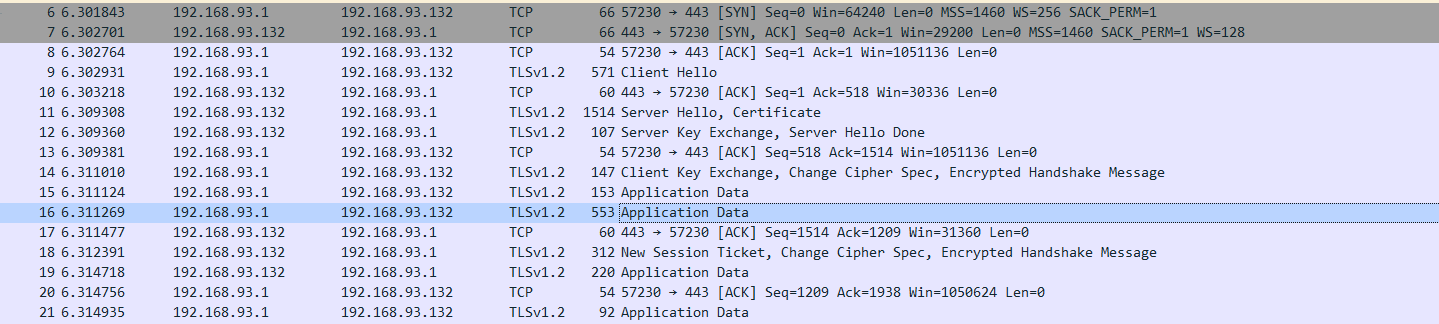 6 6.301843 192.168.93.1 192.168.93.132 TCP 66 57230 → 443 [SYN] Seq=0 Win=64240 Len=0 MSS=1460 WS=256 SACK_PERM=1
7 6.302701 192.168.93.132 192.168.93.1 TCP 66 443 → 57230 [SYN, ACK] Seq=0 Ack=1 Win=29200 Len=0 MSS=1460 SACK_PERM=1 WS=128
8 6.302764 192.168.93.1 192.168.93.132 TCP 54 57230 → 443 [ACK] Seq=1 Ack=1 Win=1051136 Len=0
9 6.302931 192.168.93.1 192.168.93.132 TLSv1.2 571 Client Hello
10 6.303218 192.168.93.132 192.168.93.1 TCP 60 443 → 57230 [ACK] Seq=1 Ack=518 Win=30336 Len=0
11 6.309308 192.168.93.132 192.168.93.1 TLSv1.2 1514 Server Hello, Certificate
12 6.309360 192.168.93.132 192.168.93.1 TLSv1.2 107 Server Key Exchange, Server Hello Done
13 6.309381 192.168.93.1 192.168.93.132 TCP 54 57230 → 443 [ACK] Seq=518 Ack=1514 Win=1051136 Len=0
14 6.311010 192.168.93.1 192.168.93.132 TLSv1.2 147 Client Key Exchange, Change Cipher Spec, Encrypted Handshake Message
15 6.311124 192.168.93.1 192.168.93.132 TLSv1.2 153 Application Data
16 6.311269 192.168.93.1 192.168.93.132 TLSv1.2 553 Application Data
17 6.311477 192.168.93.132 192.168.93.1 TCP 60 443 → 57230 [ACK] Seq=1514 Ack=1209 Win=31360 Len=0
18 6.312391 192.168.93.132 192.168.93.1 TLSv1.2 312 New Session Ticket, Change Cipher Spec, Encrypted Handshake Message
19 6.314718 192.168.93.132 192.168.93.1 TLSv1.2 220 Application Data
20 6.314756 192.168.93.1 192.168.93.132 TCP 54 57230 → 443 [ACK] Seq=1209 Ack=1938 Win=1050624 Len=0
21 6.314935 192.168.93.1 192.168.93.132 TLSv1.2 92 Application Data